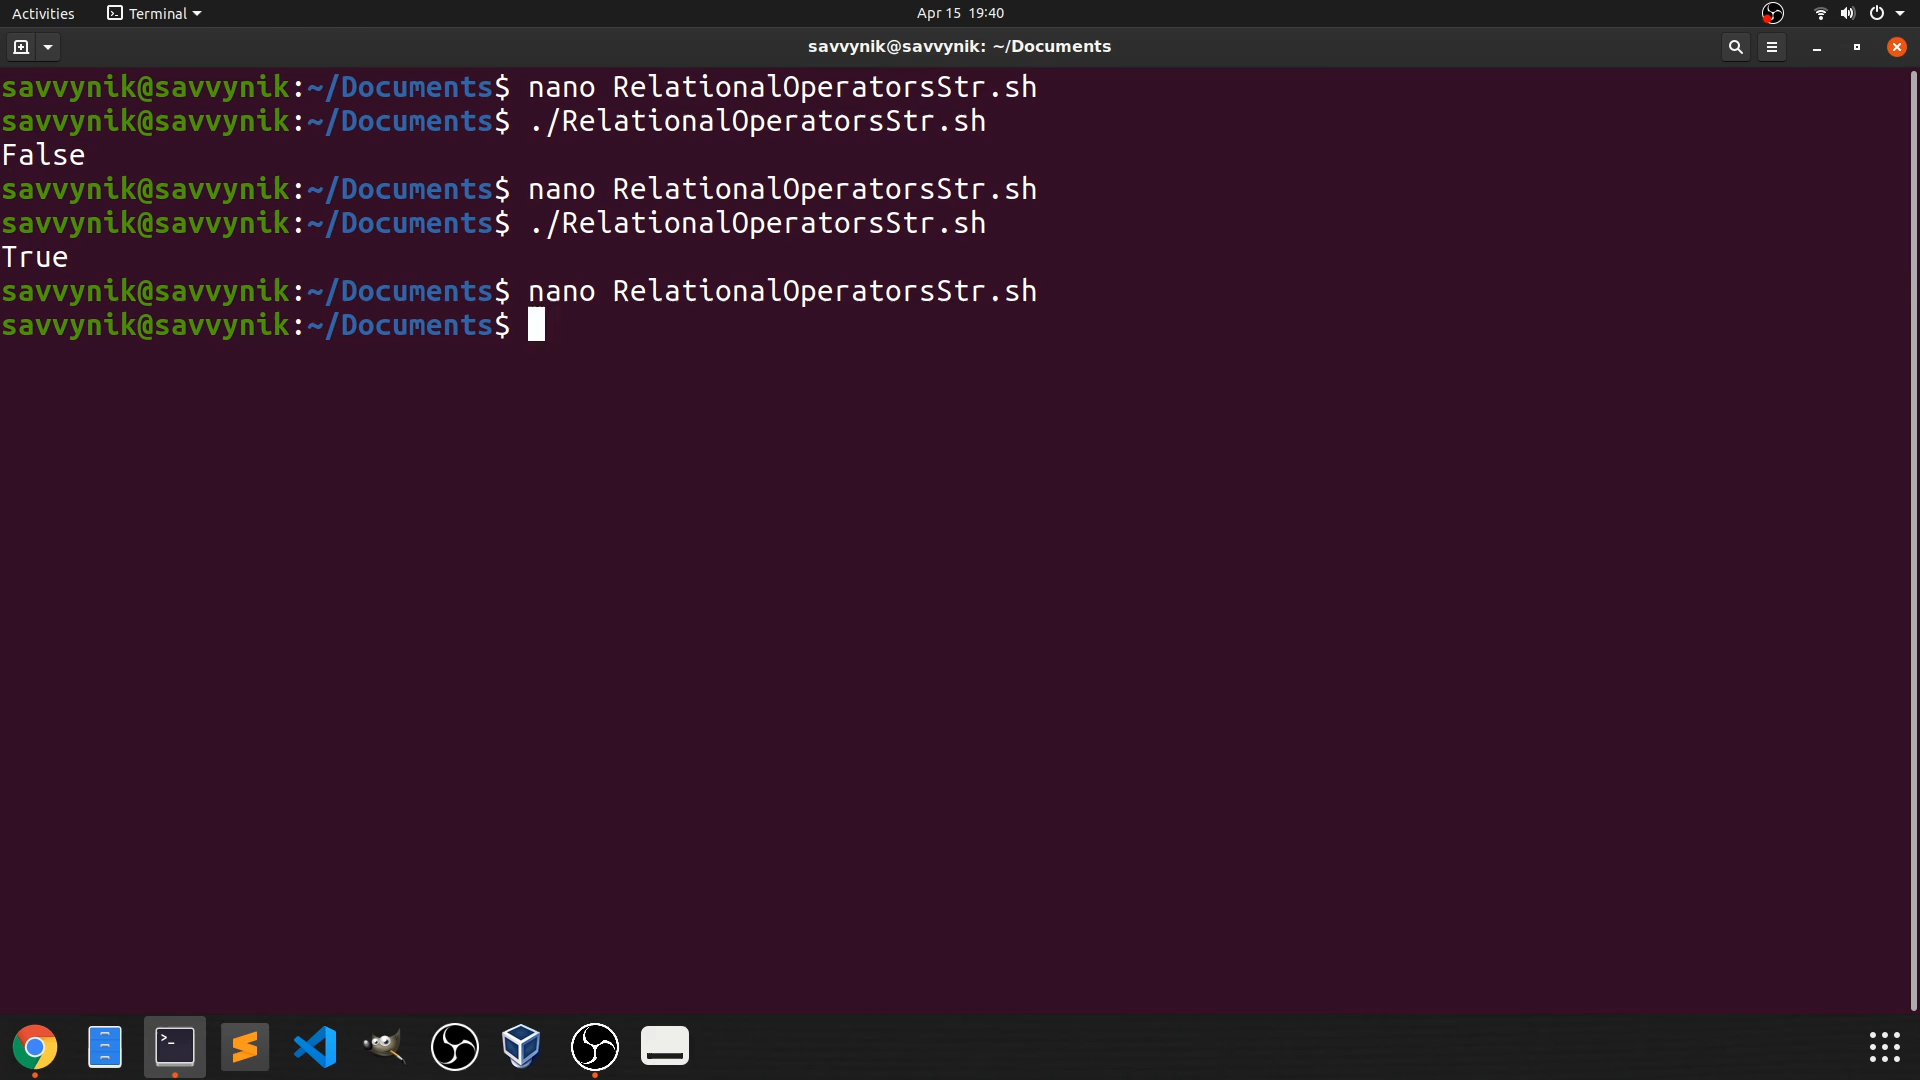 Activities Terminal Apr 15 19:40
savvynik@savvynik: ~/Documents
savvynik@savvynik:~/Documents$ nano RelationalOperatorsStr.sh
savvynik@savvynik:~/Documents$ ./RelationalOperatorsStr.sh
False
savvynik@savvynik:~/Documents$ nano RelationalOperatorsStr.sh
savvynik@savvynik:~/Documents$ ./RelationalOperatorsStr.sh
True
savvynik@savvynik:~/Documents$ nano RelationalOperatorsStr.sh
savvynik@savvynik:~/Documents$